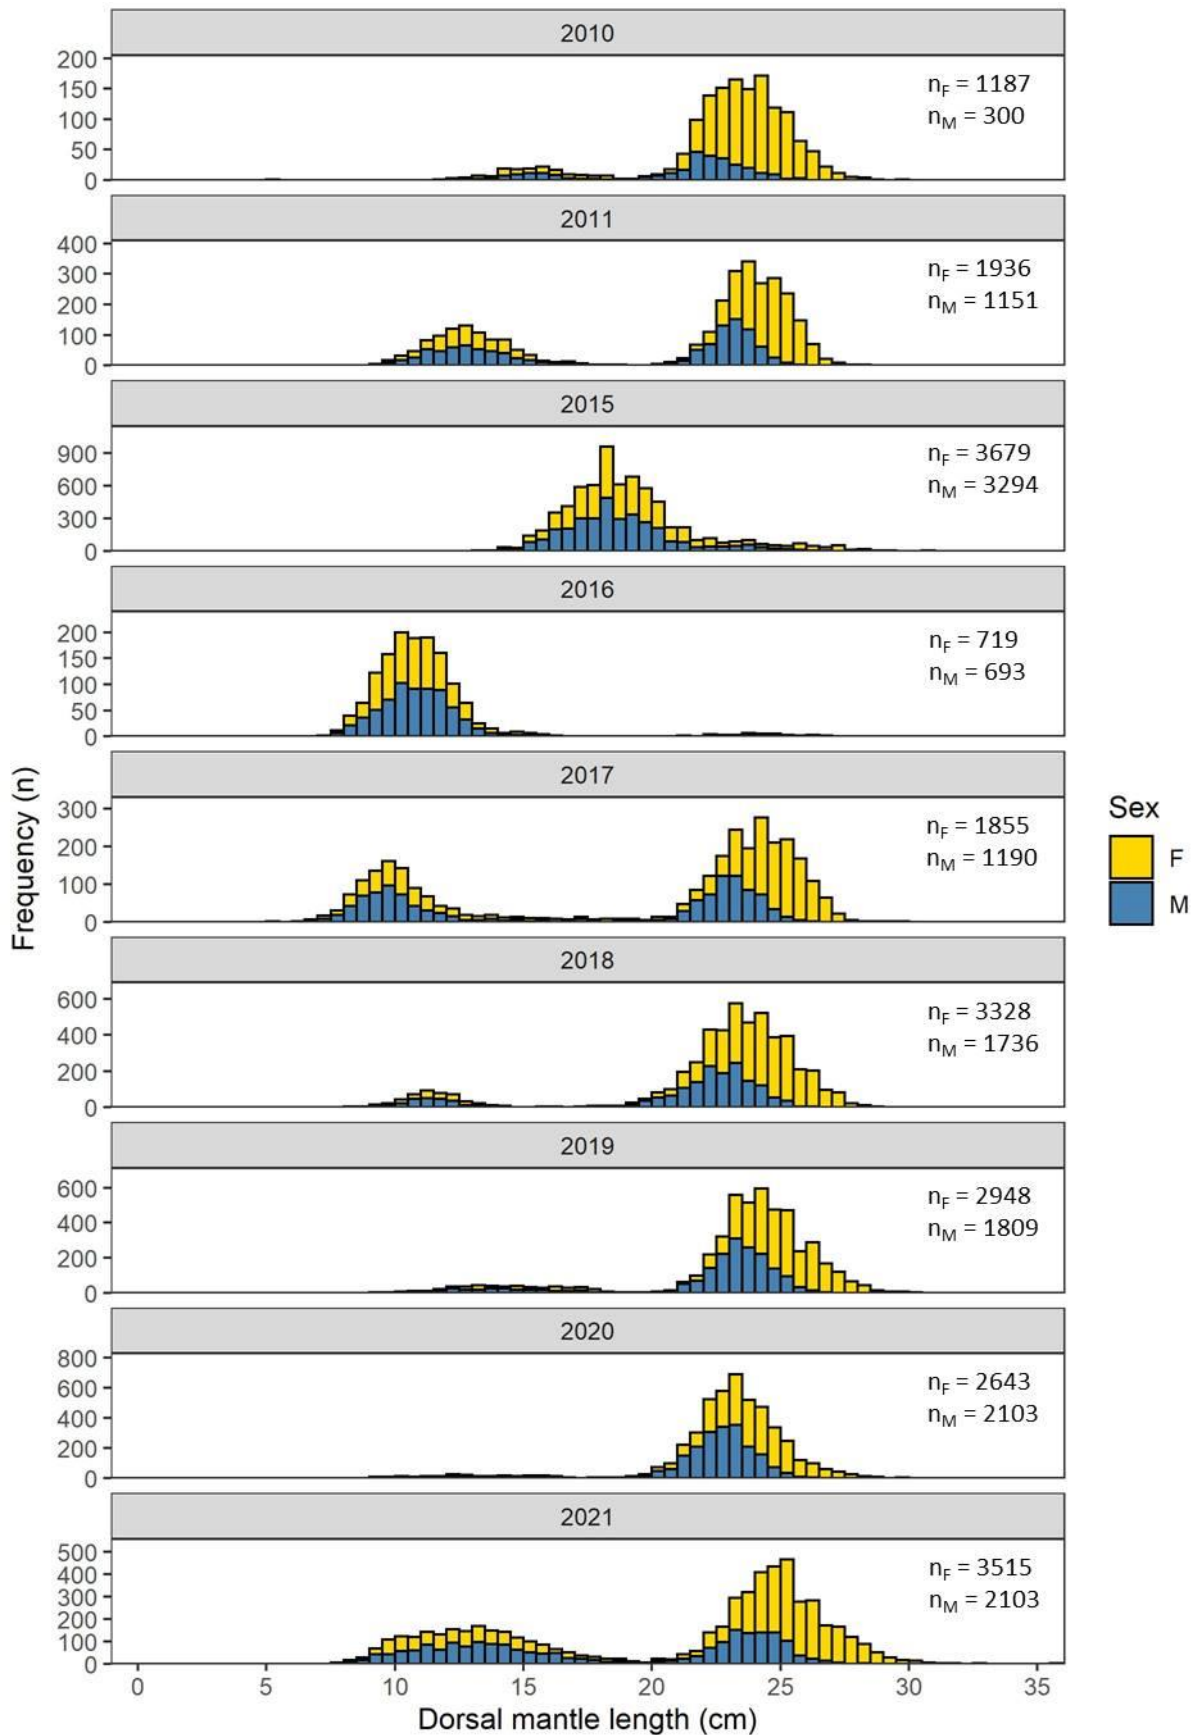 2010
200
150
100
50
0
nF = 1187
nM = 300
2011
400
300
200
100
0
nF = 1936
nM = 1151
2015
900
600
300
0
nF = 3679
nM = 3294
2016
200
150
100
50
0
nF = 719
nM = 693
2017
300
200
100
0
nF = 1855
nM = 1190
2018
600
400
200
0
nF = 3328
nM = 1736
2019
600
400
200
0
nF = 2948
nM = 1809
2020
800
600
400
200
0
nF = 2643
nM = 2103
2021
500
400
300
200
100
0
nF = 3515
nM = 2103
0 5 10 15 20 25 30 35
Dorsal mantle length (cm)
Frequency (n)
Sex
F
M